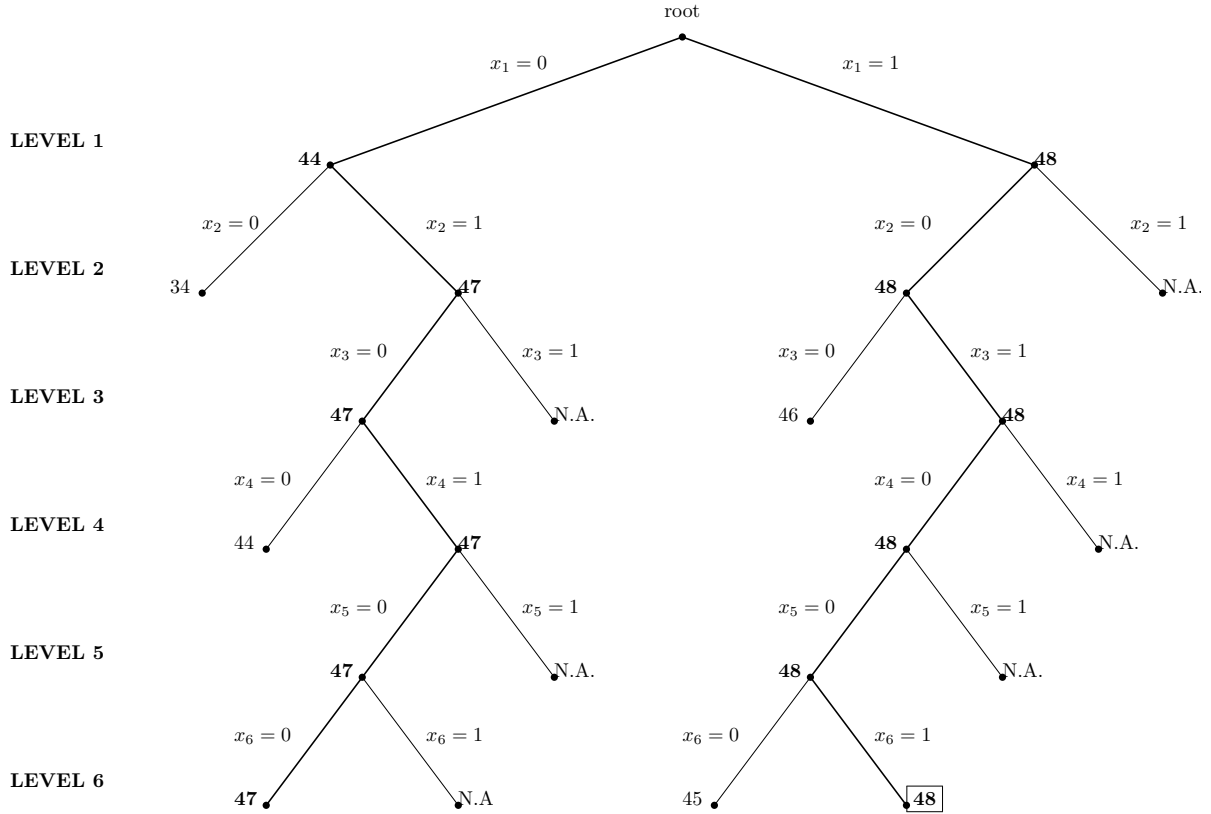 root
x₁ = 0 x₁ = 1
LEVEL 1
44 48
x₂ = 0 x₂ = 1 x₂ = 0 x₂ = 1
LEVEL 2
34 47 48 N.A.
x₃ = 0 x₃ = 1 x₃ = 0 x₃ = 1
LEVEL 3
47 N.A. 46 48
x₄ = 0 x₄ = 1 x₄ = 0 x₄ = 1
LEVEL 4
44 47 48 N.A.
x₅ = 0 x₅ = 1 x₅ = 0 x₅ = 1
LEVEL 5
47 N.A. 48 N.A.
x₆ = 0 x₆ = 1 x₆ = 0 x₆ = 1
LEVEL 6
47 N.A 45 48